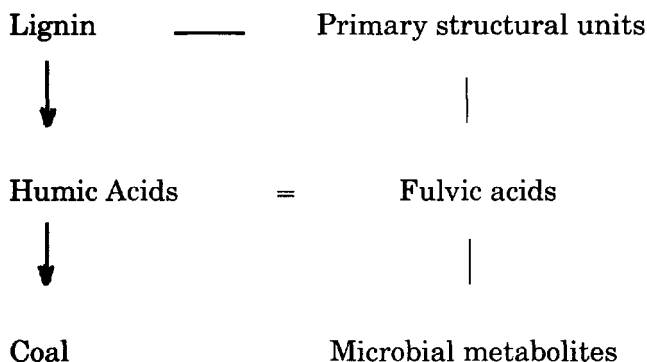 Lignin — Primary structural units
Humic Acids = Fulvic acids
Coal Microbial metabolites